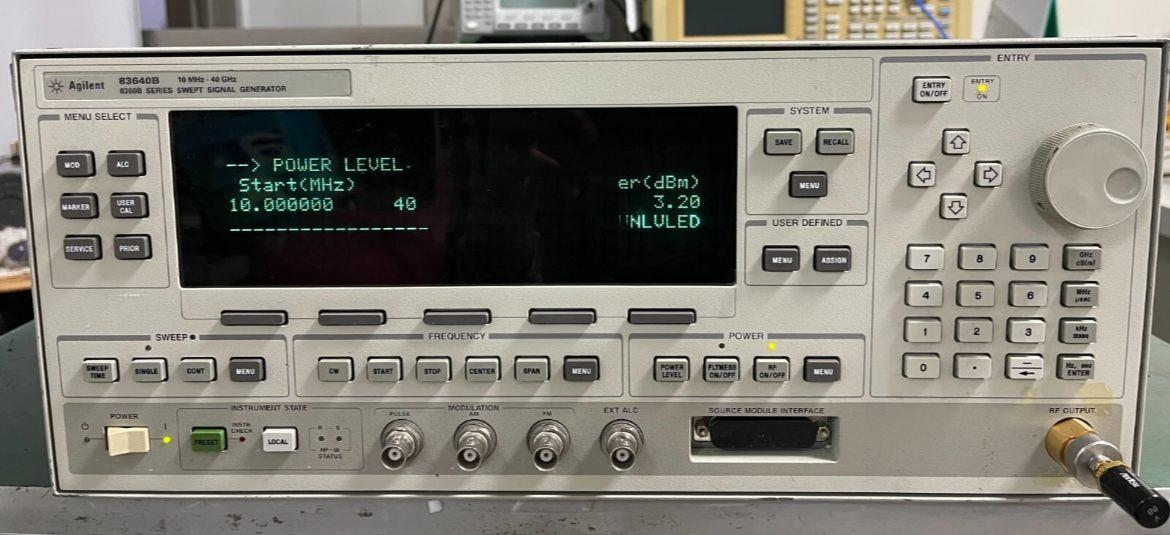 Agilent 83640B 10 MHz - 40 GHz
8360B SERIES SWEPT SIGNAL GENERATOR
MENU SELECT
MOD ALC
MARKER USER CAL
SERVICE PRIOR
--> POWER LEVEL
Start(MHz) er(dBm)
10.000000 40 3.20
NLVLED
SYSTEM
SAVE RECALL
MENU
USER DEFINED
MENU ASSIGN
ENTRY
ENTRY ON/OFF
ENTRY ON
7 8 9 GHz dB(m)
4 5 6 MHz µsec
1 2 3 kHz msec
0 . Hz, sec ENTER
SWEEP
SWEEP TIME SINGLE CONT MENU
FREQUENCY
CW START STOP CENTER SPAN MENU
POWER
POWER LEVEL FLTNESS ON/OFF RF ON/OFF MENU
POWER
INSTRUMENT STATE
PRESET INSTR CHECK LOCAL
HP-IB STATUS
MODULATION
PULSE AM FM
EXT ALC
SOURCE MODULE INTERFACE
RF OUTPUT